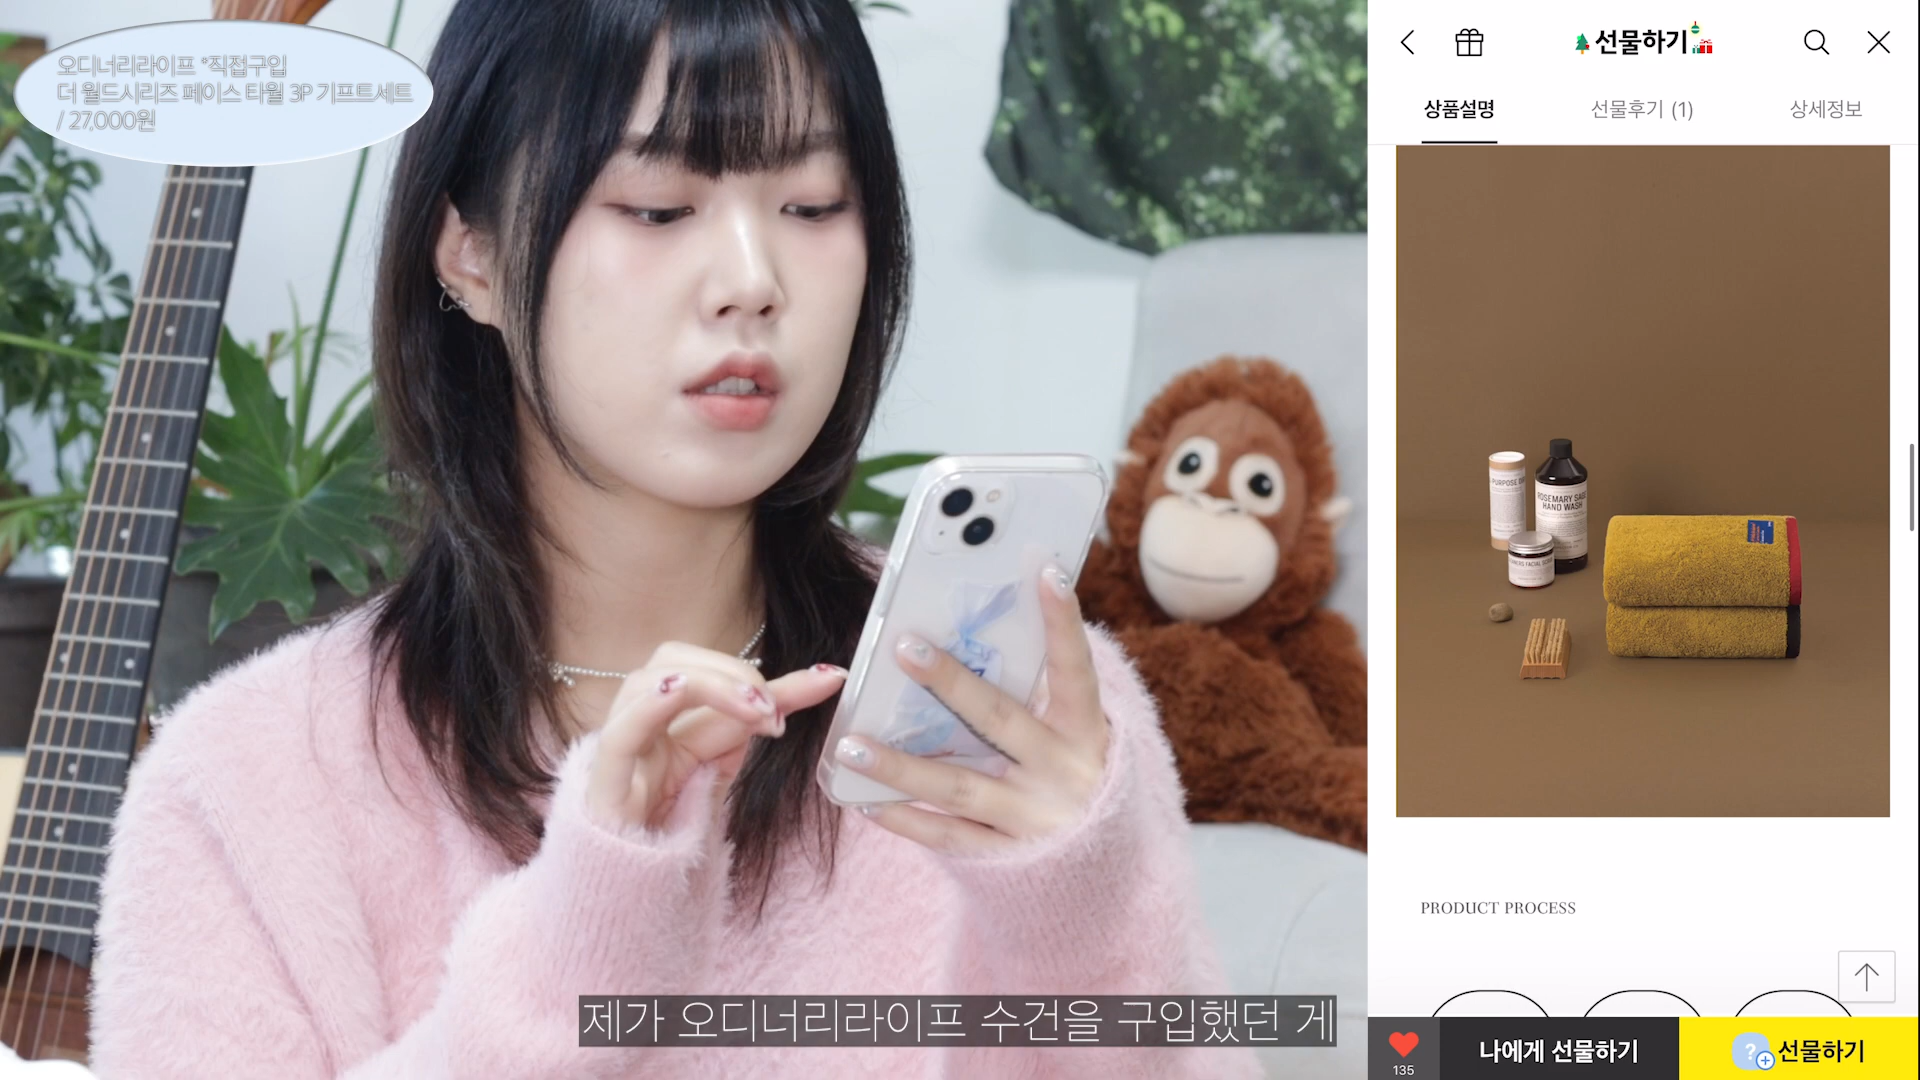 오디너리라이프 *직접구입
더 월드시리즈 페이스 타월 3P 기프트세트
/ 27,000원
선물하기
상품설명
선물후기 (1)
상세정보
ROSEMARY SAGE
HAND WASH
PRODUCT PROCESS
제가 오디너리라이프 수건을 구입했던 게
135
나에게 선물하기
선물하기